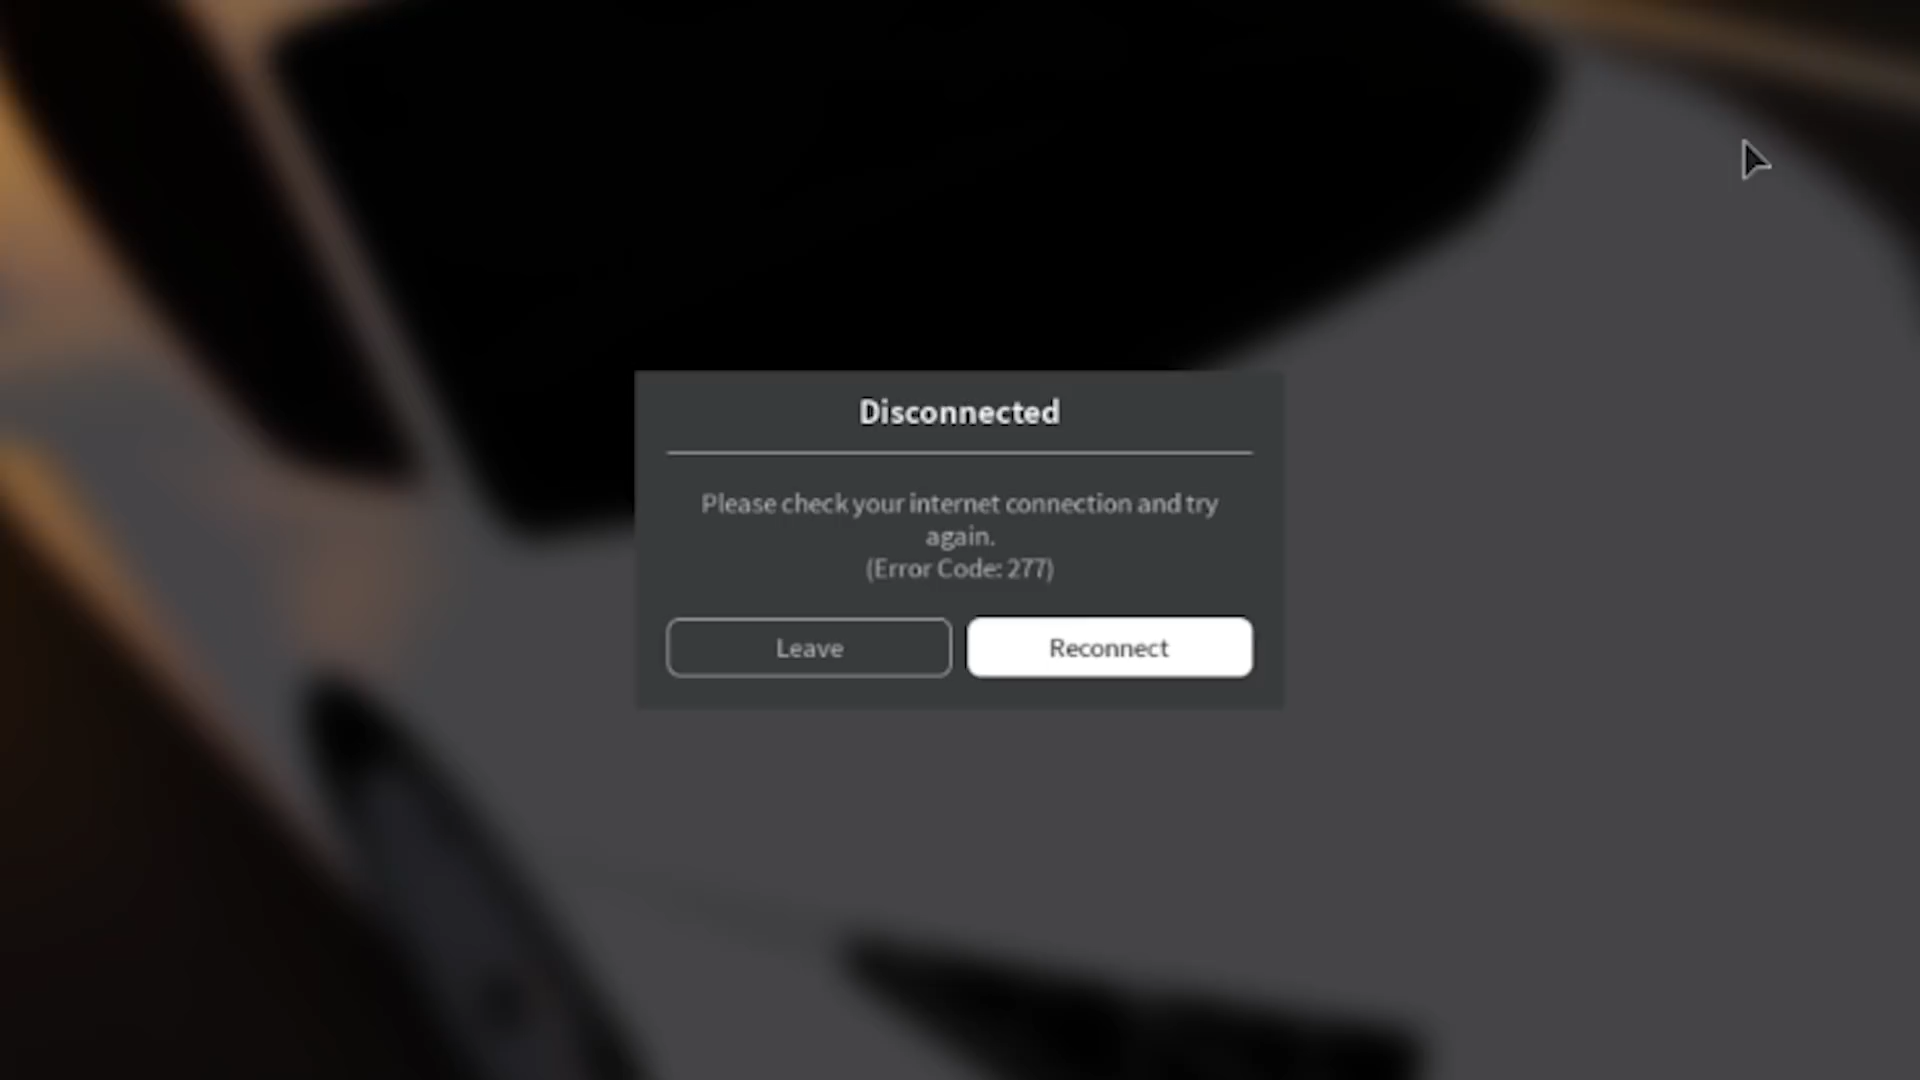 Disconnected
Please check your internet connection and try
again.
(Error Code: 277)
Leave
Reconnect